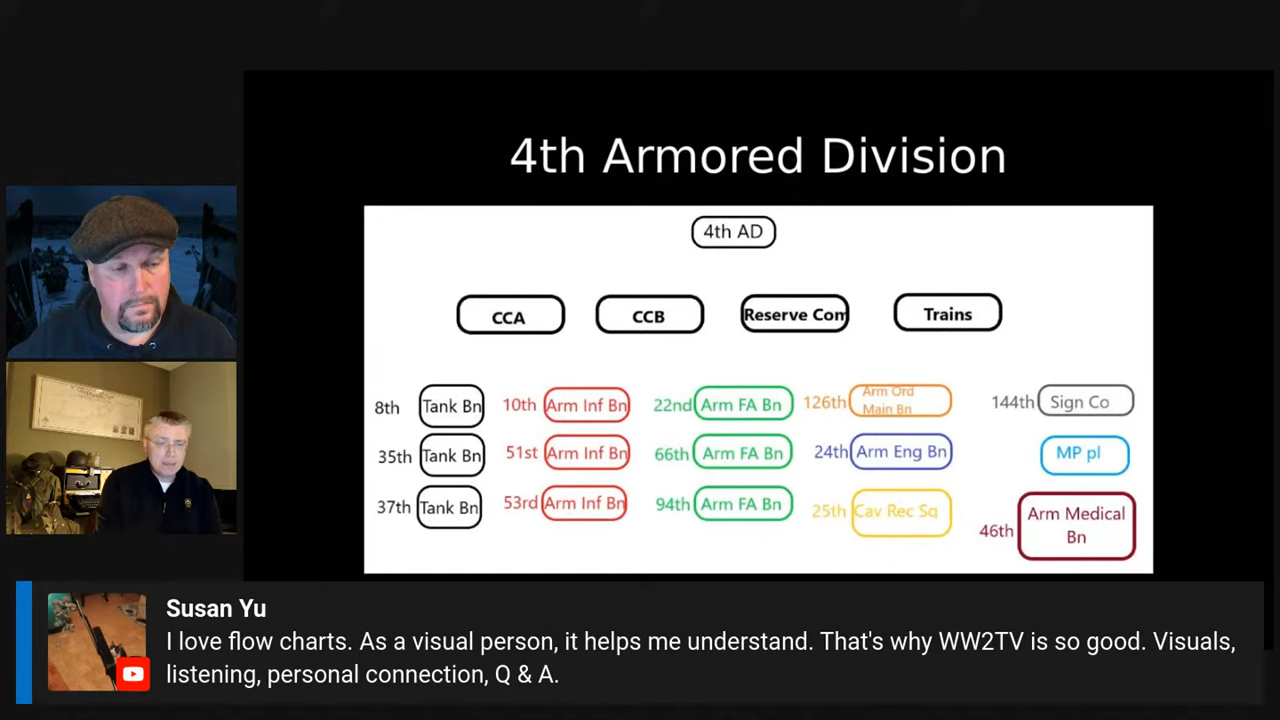 4th Armored Division
4th AD
CCA CCB Reserve Com Trains
8th Tank Bn 10th Arm Inf Bn 22nd Arm FA Bn 126th Arm Ord Main Bn 144th Sign Co
35th Tank Bn 51st Arm Inf Bn 66th Arm FA Bn 24th Arm Eng Bn MP pl
37th Tank Bn 53rd Arm Inf Bn 94th Arm FA Bn 25th Cav Rec Sq 46th Arm Medical Bn
Susan Yu
I love flow charts. As a visual person, it helps me understand. That's why WW2TV is so good. Visuals,
listening, personal connection, Q & A.